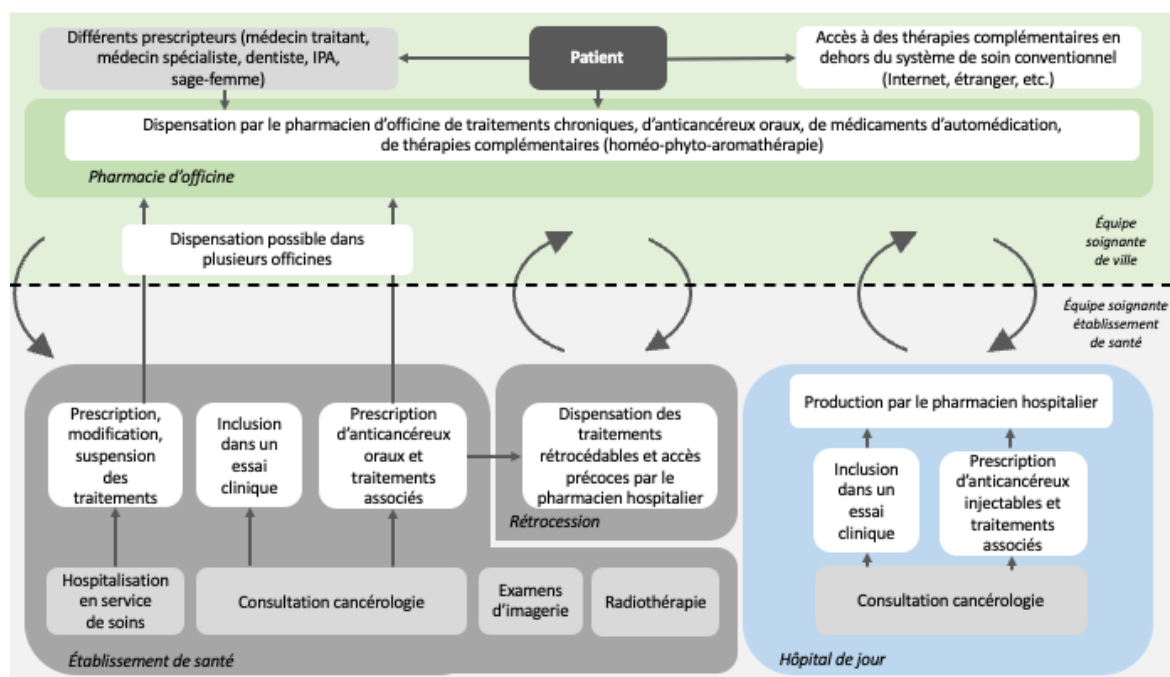 Différents prescripteurs (médecin traitant,
médecin spécialiste, dentiste, IPA,
sage-femme)
Patient
Accès à des thérapies complémentaires en
dehors du système de soin conventionnel
(Internet, étranger, etc.)
Dispensation par le pharmacien d’officine de traitements chroniques, d’anticancéreux oraux, de médicaments d’automédication,
de thérapies complémentaires (homéo-phyto-aromathérapie)
Pharmacie d’officine
Dispensation possible dans
plusieurs officines
Équipe
soignante
de ville
Équipe soignante
établissement
de santé
Prescription,
modification,
suspension
des
traitements
Inclusion
dans un
essai
clinique
Prescription
d’anticancéreux
oraux et
traitements
associés
Dispensation des
traitements
rétrocédables et accès
précoces par le
pharmacien hospitalier
Rétrocession
Production par le pharmacien hospitalier
Inclusion
dans un
essai
clinique
Prescription
d’anticancéreux
injectables et
traitements
associés
Hospitalisation
en service
de soins
Consultation cancérologie
Examens
d’imagerie
Radiothérapie
Consultation cancérologie
Établissement de santé
Hôpital de jour